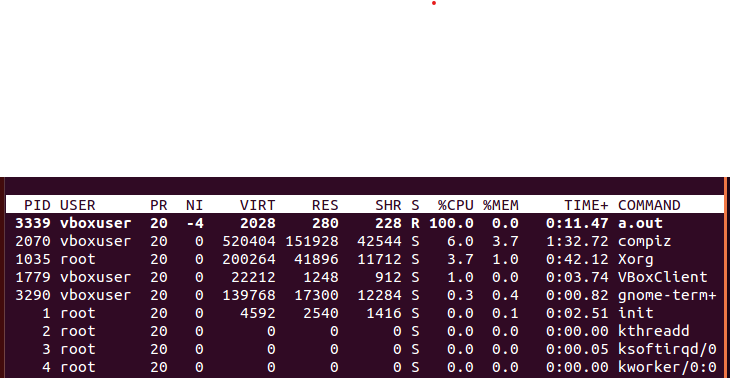 PID USER PR NI VIRT RES SHR S %CPU %MEM TIME+ COMMAND
3339 vboxuser 20 -4 2028 280 228 R 100.0 0.0 0:11.47 a.out
2070 vboxuser 20 0 520404 151928 42544 S 6.0 3.7 1:32.72 compiz
1035 root 20 0 200264 41896 11712 S 3.7 1.0 0:42.12 Xorg
1779 vboxuser 20 0 22212 1248 912 S 1.0 0.0 0:03.74 VBoxClient
3290 vboxuser 20 0 139768 17300 12284 S 0.3 0.4 0:00.82 gnome-term+
1 root 20 0 4592 2540 1416 S 0.0 0.1 0:02.51 init
2 root 20 0 0 0 0 S 0.0 0.0 0:00.00 kthreadd
3 root 20 0 0 0 0 S 0.0 0.0 0:00.05 ksoftirqd/0
4 root 20 0 0 0 0 S 0.0 0.0 0:00.00 kworker/0:0